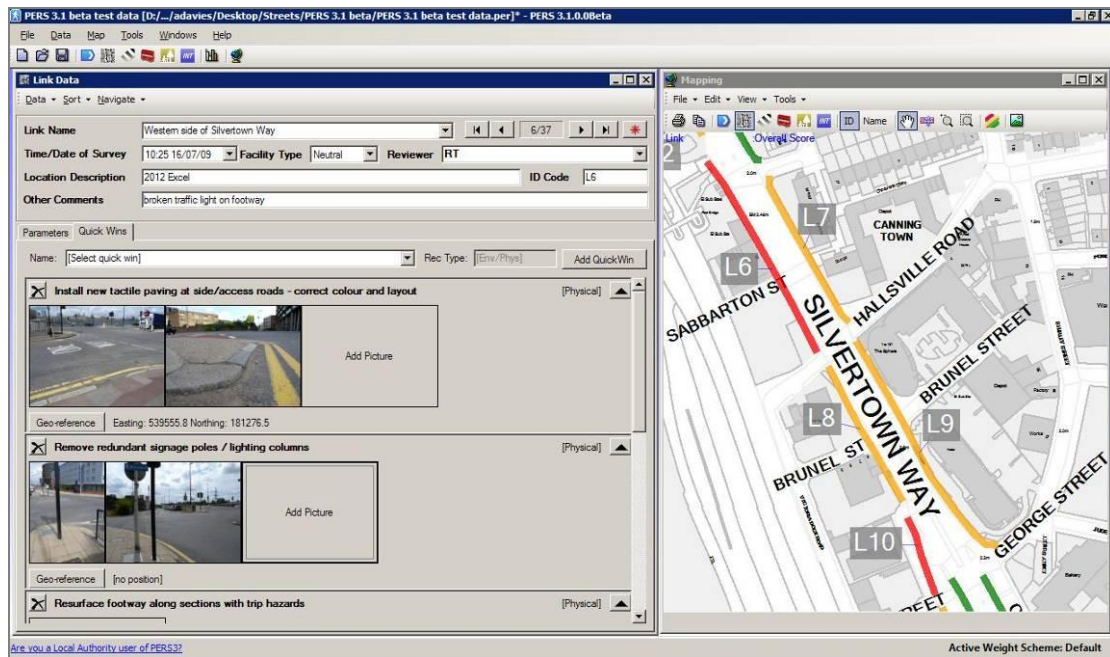 PERS 3.1 beta test data [D:/.../adavies/Desktop/Streets/PERS 3.1 beta/PERS 3.1 beta test data.per]* - PERS 3.1.0.0Beta
File Data Map Tools Windows Help
INT
Link Data
Data Sort Navigate
Link Name Western side of Silvertown Way 6/37
Time/Date of Survey 10:25 16/07/09 Facility Type Neutral Reviewer RT
Location Description 2012 Excel ID Code L6
Other Comments broken traffic light on footway
Parameters Quick Wins
Name: [Select quick win] Rec Type: [Env/Phys] Add QuickWin
Install new tactile paving at side/access roads - correct colour and layout [Physical]
Add Picture
Geo-reference Easting: 539555.8 Northing: 181276.5
Remove redundant signage poles / lighting columns [Physical]
Add Picture
Geo-reference [no position]
Resurface footway along sections with trip hazards [Physical]
Mapping
File Edit View Tools
INT ID Name
Link :Overall Score
2
L7
CANNING
TOWN
L6
HALLSVILLE ROAD
SABBARTON ST
SILVERTOWN WAY
BRUNEL STREET
L8
L9
BRUNEL ST
GEORGE STREET
L10
REET
Are you a Local Authority user of PERS3?
Active Weight Scheme: Default